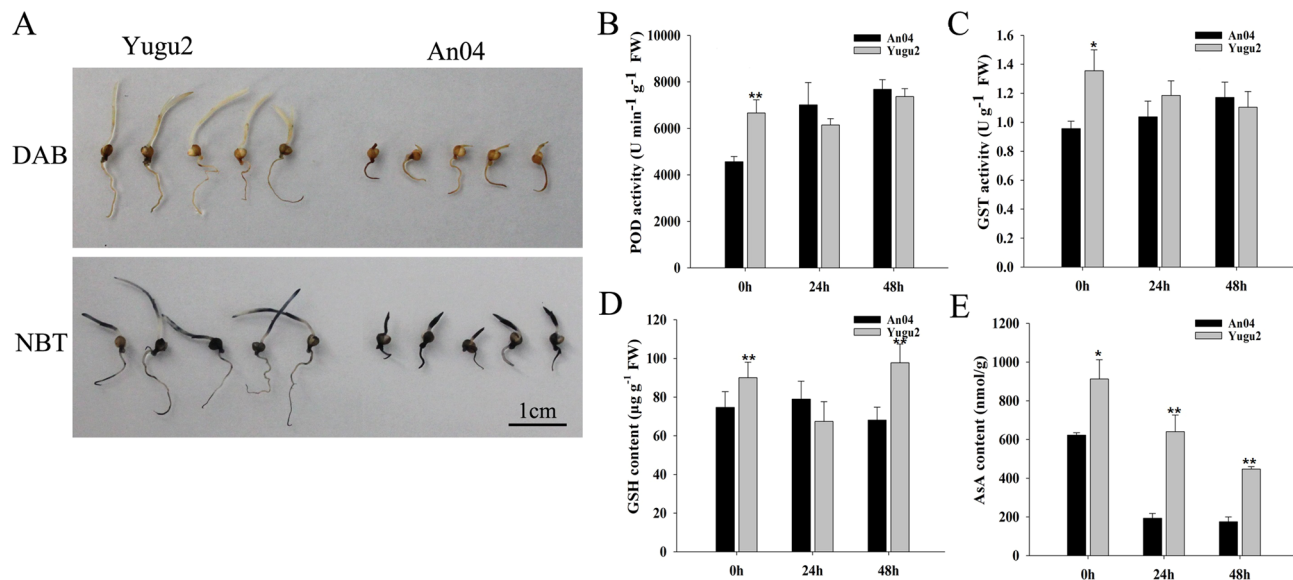 A
Yugu2
An04
DAB
NBT
1cm
B
POD activity (U min⁻¹ g⁻¹ FW)
10000
8000
6000
4000
2000
0
An04
Yugu2
**
0h
24h
48h
C
GST activity (U g⁻¹ FW)
1.6
1.4
1.2
1.0
0.8
0.6
0.4
0.2
0.0
An04
Yugu2
*
0h
24h
48h
D
GSH content (μg g⁻¹ FW)
120
100
80
60
40
20
0
An04
Yugu2
**
**
0h
24h
48h
E
AsA content (nmol/g)
1200
1000
800
600
400
200
0
An04
Yugu2
*
**
**
0h
24h
48h